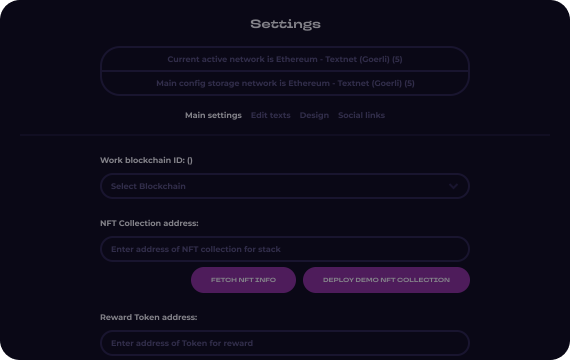 Settings
Current active network is Ethereum - Textnet (Goerli) (5)
Main config storage network is Ethereum - Textnet (Goerli) (5)
Main settings Edit texts Design Social links
Work blockchain ID: ()
Select Blockchain
NFT Collection address:
Enter address of NFT collection for stack
FETCH NFT INFO DEPLOY DEMO NFT COLLECTION
Reward Token address:
Enter address of Token for reward